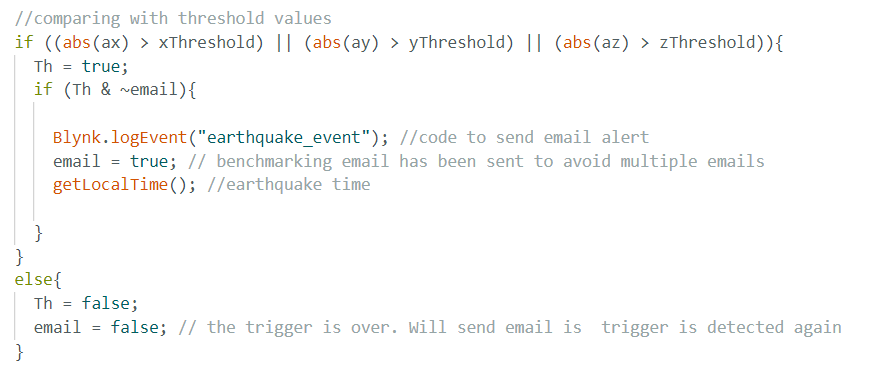 //comparing with threshold values
if ((abs(ax) > xThreshold) || (abs(ay) > yThreshold) || (abs(az) > zThreshold)){
Th = true;
if (Th & ~email){
Blynk.logEvent("earthquake_event"); //code to send email alert
email = true; // benchmarking email has been sent to avoid multiple emails
getLocalTime(); //earthquake time
}
}
else{
Th = false;
email = false; // the trigger is over. Will send email is  trigger is detected again
}